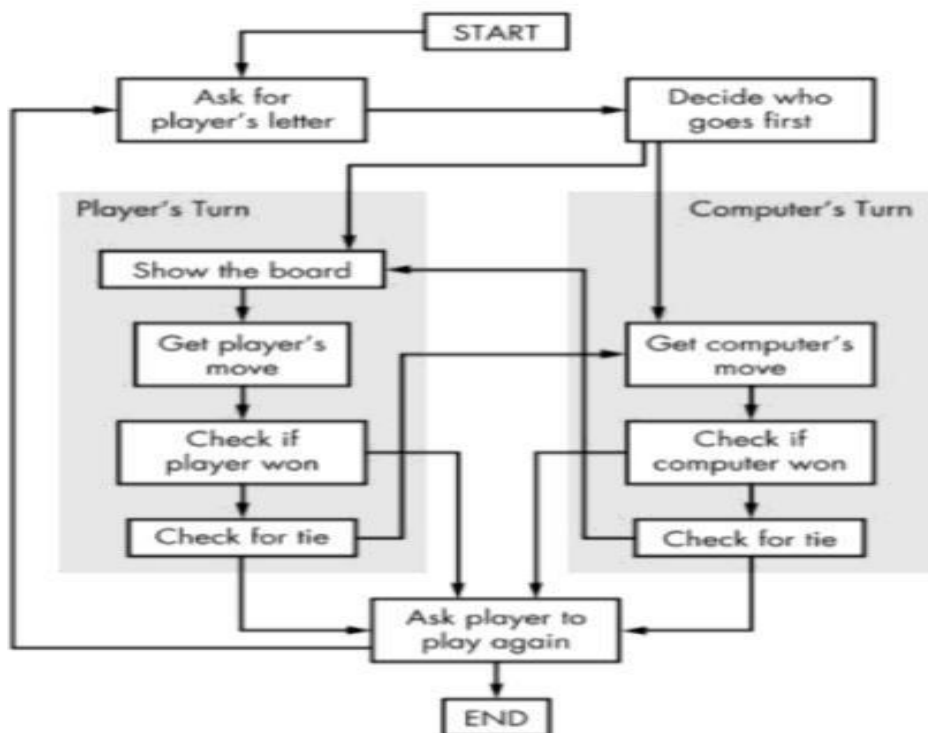 START
Ask for
player's letter
Decide who
goes first
Player's Turn
Computer's Turn
Show the board
Get player's
move
Get computer's
move
Check if
player won
Check if
computer won
Check for tie
Check for tie
Ask player to
play again
END